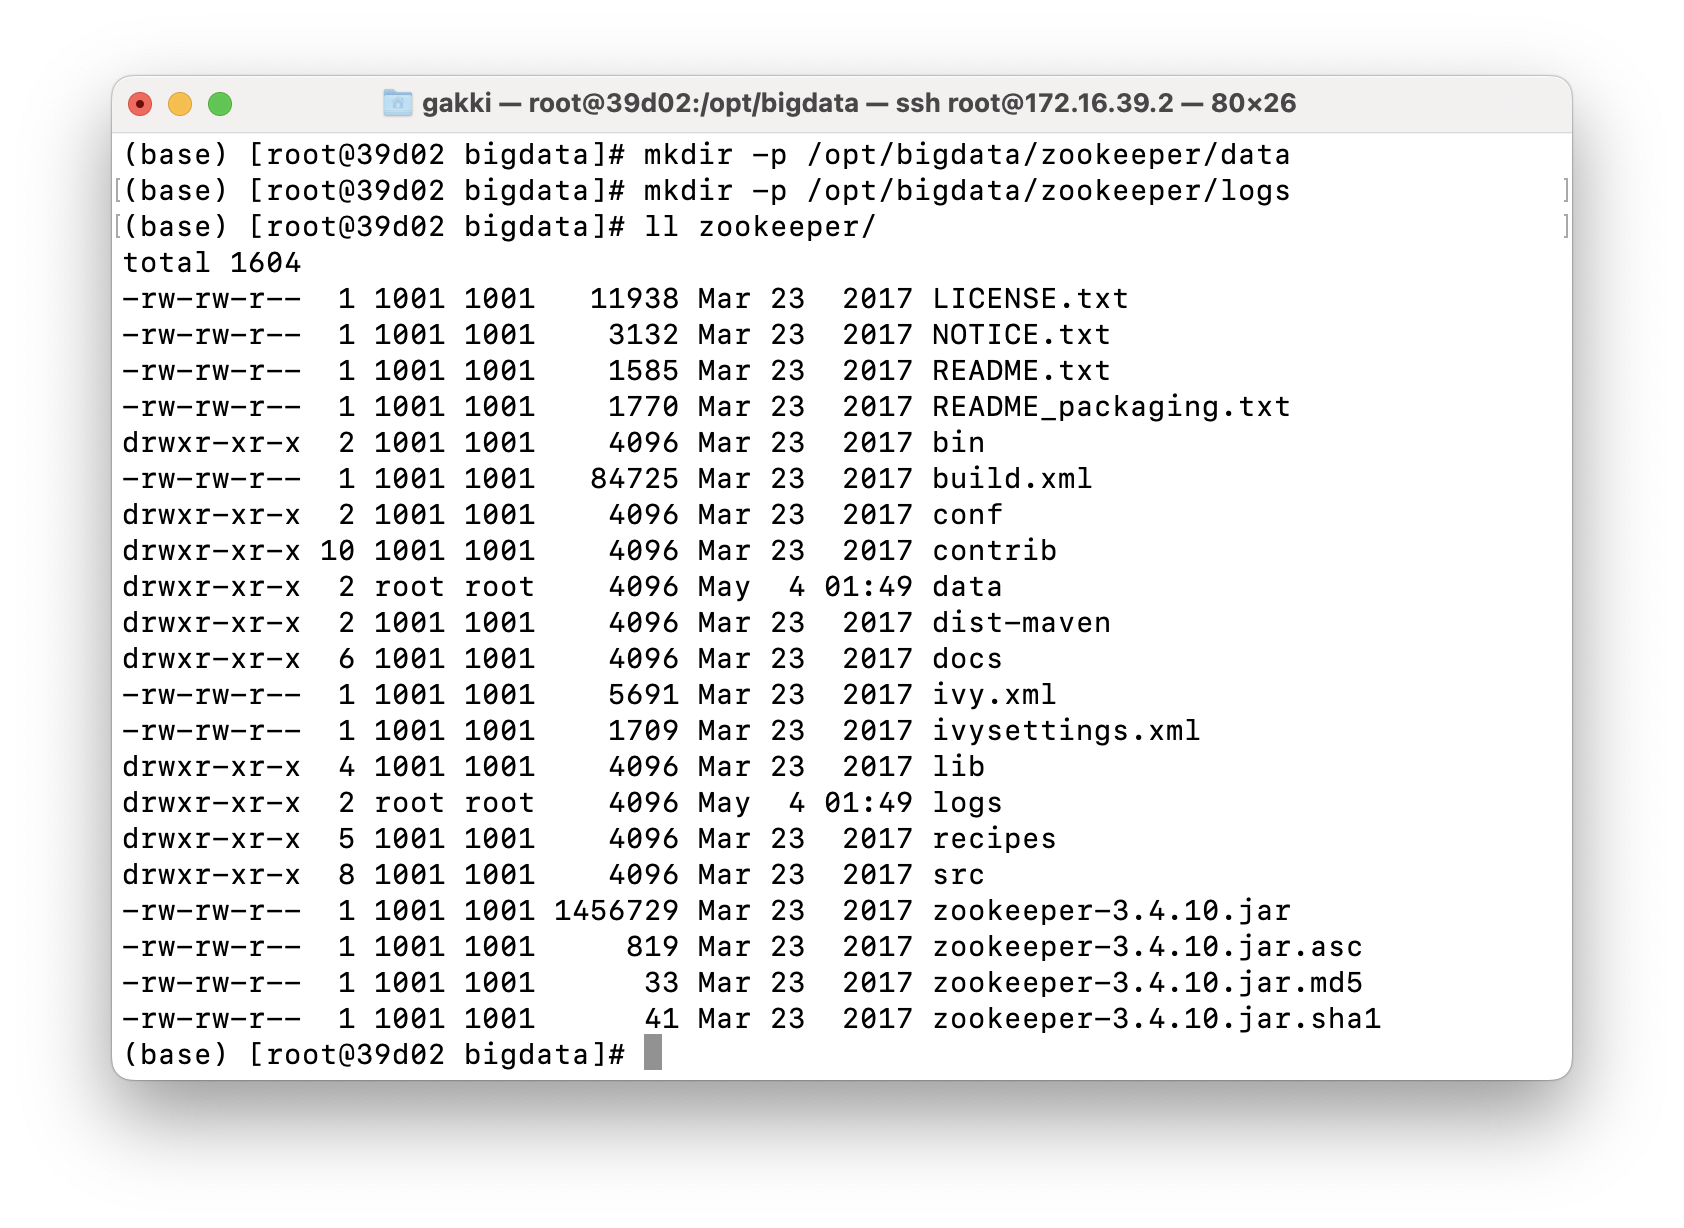 gakki — root@39d02:/opt/bigdata — ssh root@172.16.39.2 — 80×26
(base) [root@39d02 bigdata]# mkdir -p /opt/bigdata/zookeeper/data
[(base) [root@39d02 bigdata]# mkdir -p /opt/bigdata/zookeeper/logs ]
[(base) [root@39d02 bigdata]# ll zookeeper/ ]
total 1604
-rw-rw-r--  1 1001 1001   11938 Mar 23  2017 LICENSE.txt
-rw-rw-r--  1 1001 1001    3132 Mar 23  2017 NOTICE.txt
-rw-rw-r--  1 1001 1001    1585 Mar 23  2017 README.txt
-rw-rw-r--  1 1001 1001    1770 Mar 23  2017 README_packaging.txt
drwxr-xr-x  2 1001 1001    4096 Mar 23  2017 bin
-rw-rw-r--  1 1001 1001   84725 Mar 23  2017 build.xml
drwxr-xr-x  2 1001 1001    4096 Mar 23  2017 conf
drwxr-xr-x 10 1001 1001    4096 Mar 23  2017 contrib
drwxr-xr-x  2 root root    4096 May  4 01:49 data
drwxr-xr-x  2 1001 1001    4096 Mar 23  2017 dist-maven
drwxr-xr-x  6 1001 1001    4096 Mar 23  2017 docs
-rw-rw-r--  1 1001 1001    5691 Mar 23  2017 ivy.xml
-rw-rw-r--  1 1001 1001    1709 Mar 23  2017 ivysettings.xml
drwxr-xr-x  4 1001 1001    4096 Mar 23  2017 lib
drwxr-xr-x  2 root root    4096 May  4 01:49 logs
drwxr-xr-x  5 1001 1001    4096 Mar 23  2017 recipes
drwxr-xr-x  8 1001 1001    4096 Mar 23  2017 src
-rw-rw-r--  1 1001 1001 1456729 Mar 23  2017 zookeeper-3.4.10.jar
-rw-rw-r--  1 1001 1001     819 Mar 23  2017 zookeeper-3.4.10.jar.asc
-rw-rw-r--  1 1001 1001      33 Mar 23  2017 zookeeper-3.4.10.jar.md5
-rw-rw-r--  1 1001 1001      41 Mar 23  2017 zookeeper-3.4.10.jar.sha1
(base) [root@39d02 bigdata]#